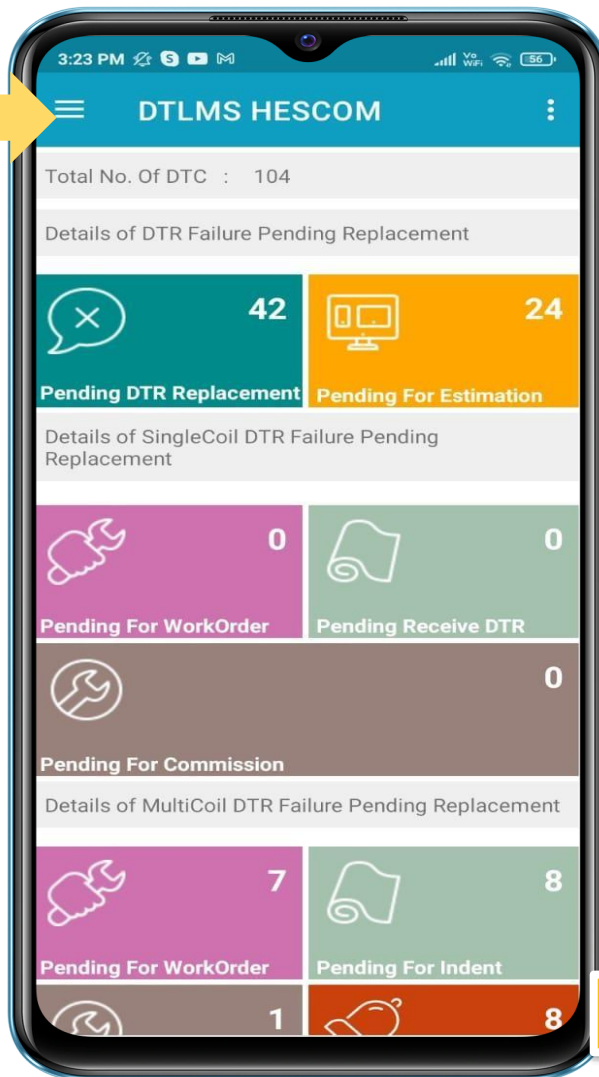 3:23 PM
Vo WiFi 56
DTLMS HESCOM
Total No. Of DTC : 104
Details of DTR Failure Pending Replacement
42 24
Pending DTR Replacement Pending For Estimation
Details of SingleCoil DTR Failure Pending
Replacement
0 0
Pending For WorkOrder Pending Receive DTR
0
Pending For Commission
Details of MultiCoil DTR Failure Pending Replacement
7 8
Pending For WorkOrder Pending For Indent
1 8